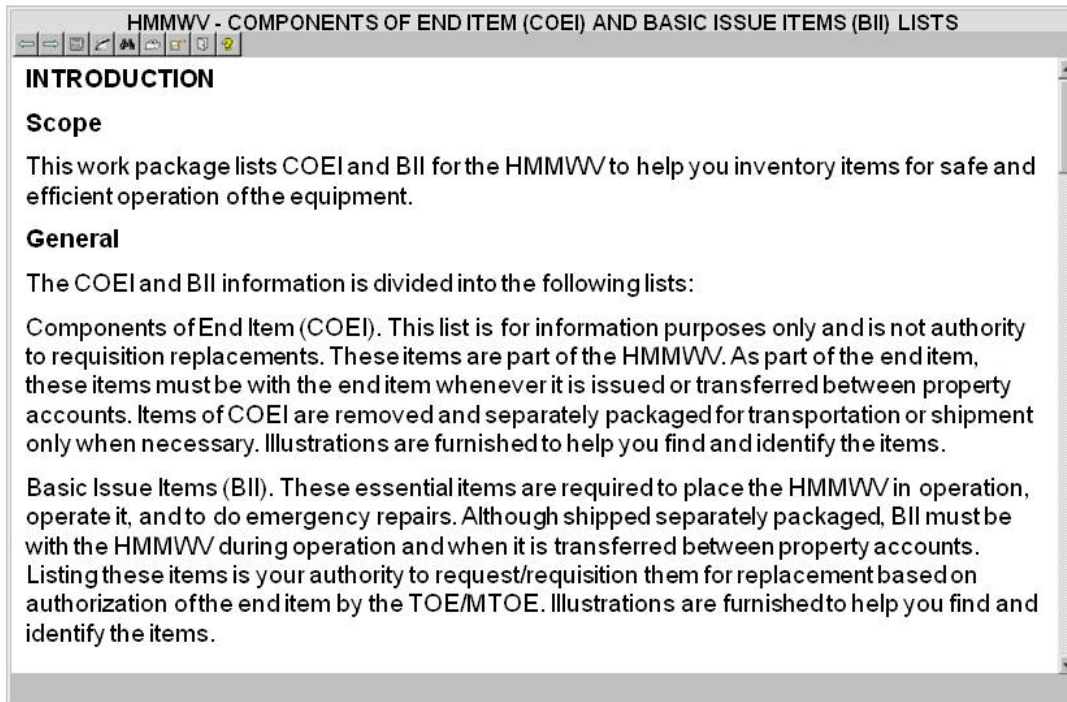 HMMWV - COMPONENTS OF END ITEM (COEI) AND BASIC ISSUE ITEMS (BII) LISTS
INTRODUCTION
Scope
This work package lists COEI and BII for the HMMWV to help you inventory items for safe and
efficient operation of the equipment.
General
The COEI and BII information is divided into the following lists:
Components of End Item (COEI). This list is for information purposes only and is not authority
to requisition replacements. These items are part of the HMMWV. As part of the end item,
these items must be with the end item whenever it is issued or transferred between property
accounts. Items of COEI are removed and separately packaged for transportation or shipment
only when necessary. Illustrations are furnished to help you find and identify the items.
Basic Issue Items (BII). These essential items are required to place the HMMWV in operation,
operate it, and to do emergency repairs. Although shipped separately packaged, BII must be
with the HMMWV during operation and when it is transferred between property accounts.
Listing these items is your authority to request/requisition them for replacement based on
authorization of the end item by the TOE/MTOE. Illustrations are furnished to help you find and
identify the items.